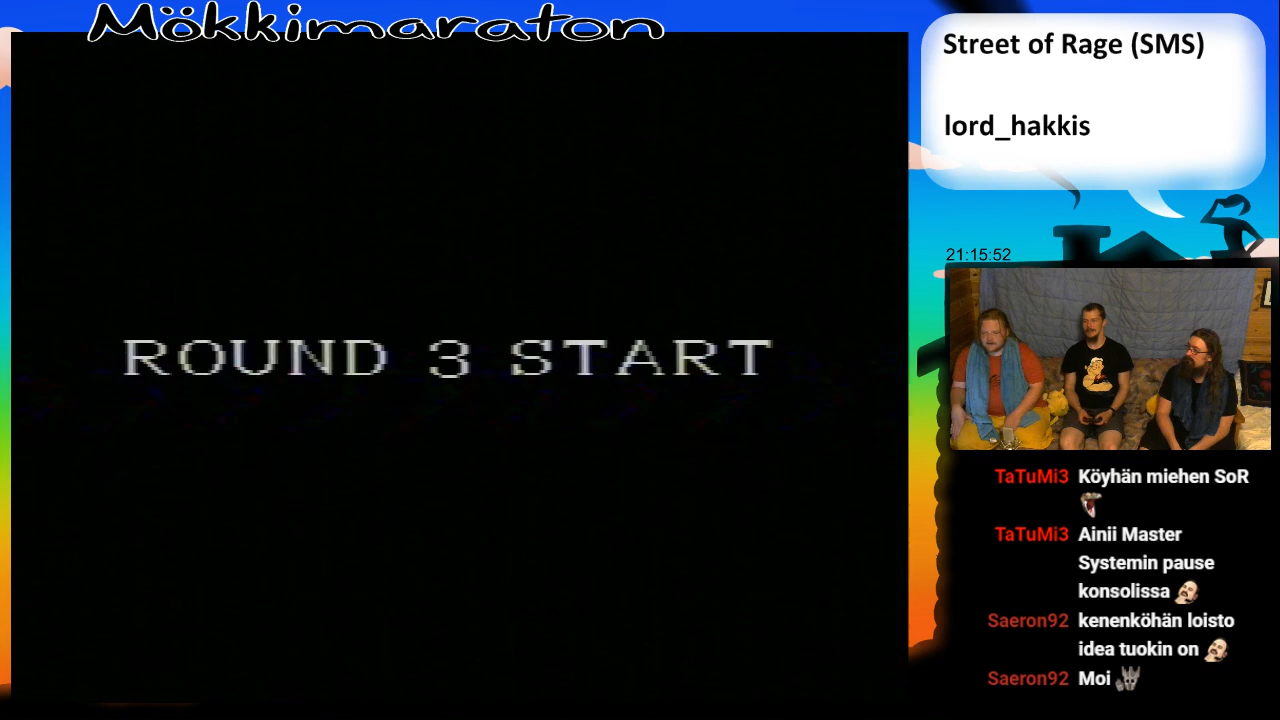 Mökkimaraton
Street of Rage (SMS)
lord_hakkis
21:15:52
ROUND 3 START
TaTuMi3 Köyhän miehen SoR
TaTuMi3 Ainii Master
Systemin pause
konsolissa
Saeron92 kenenköhän loisto
idea tuokin on
Saeron92 Moi